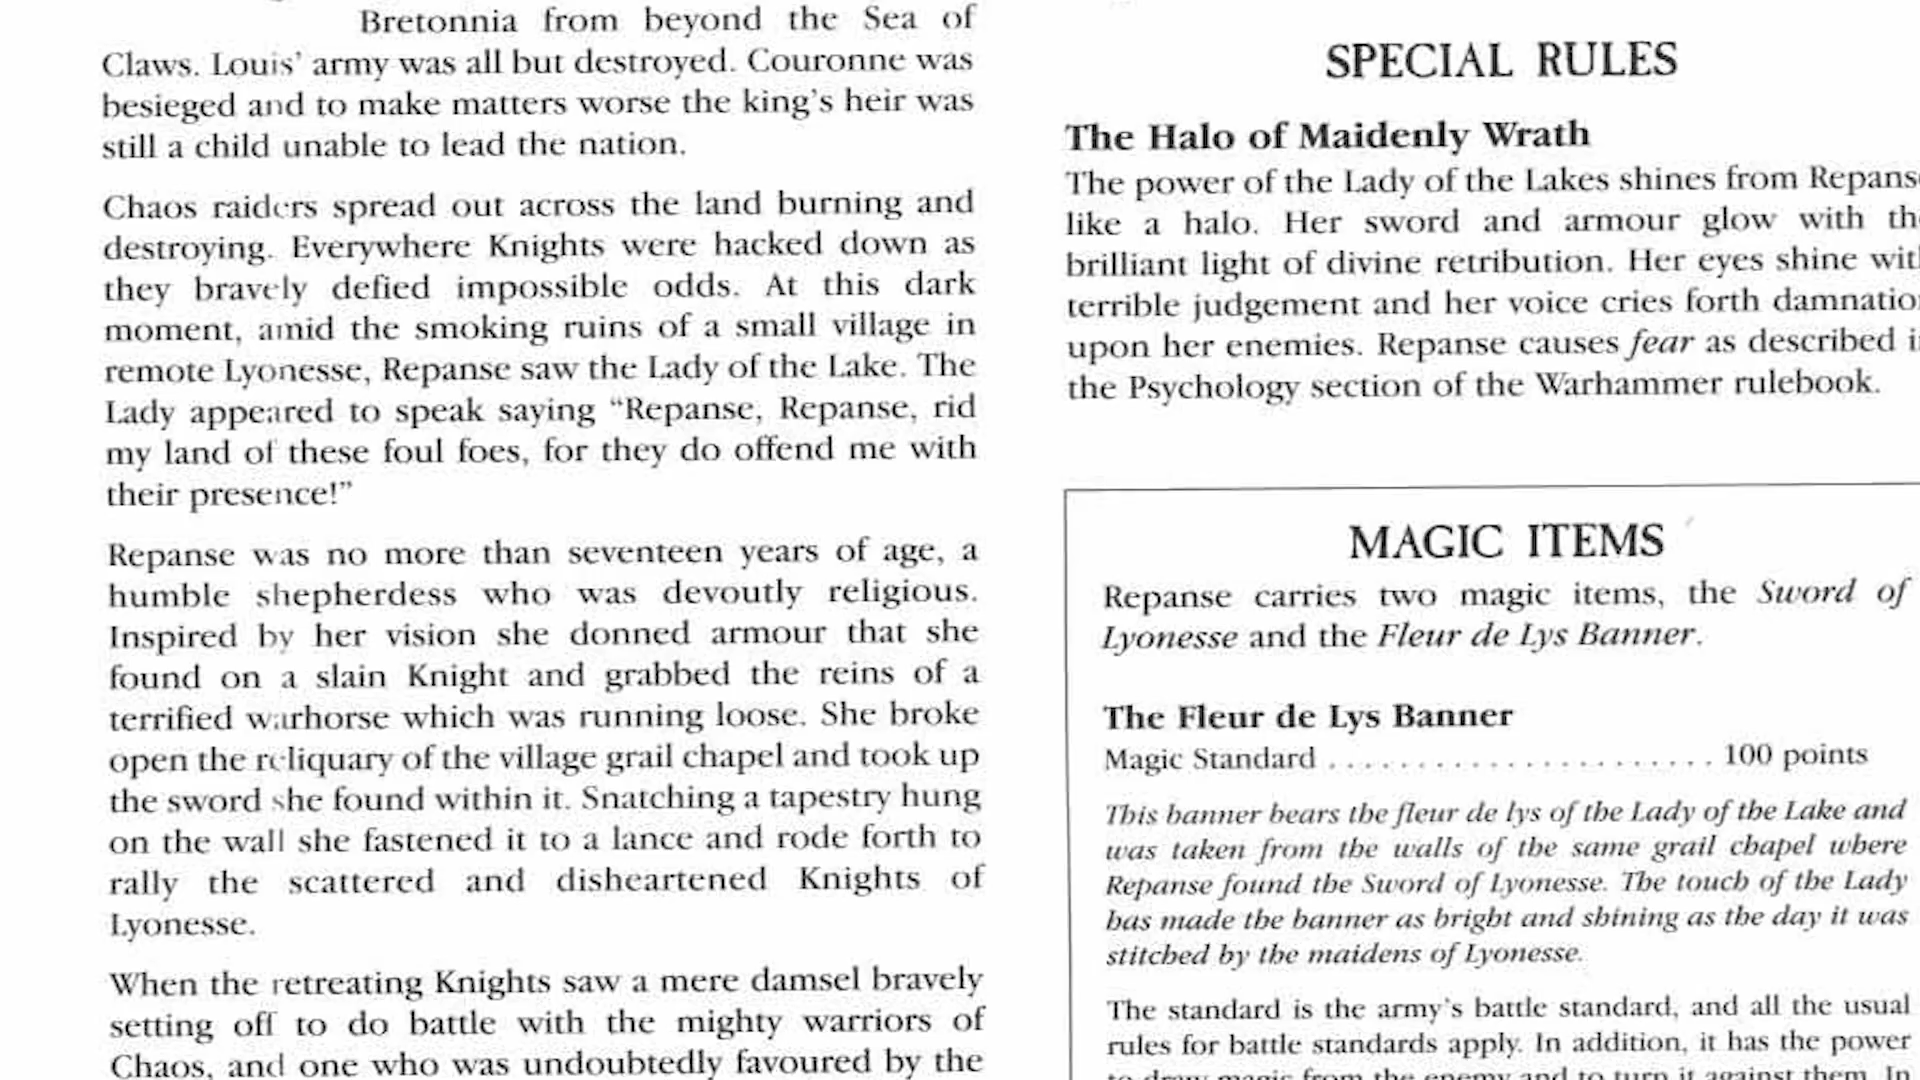 Bretonnia from beyond the Sea of
Claws. Louis' army was all but destroyed. Couronne was
besieged and to make matters worse the king's heir was
still a child unable to lead the nation.
Chaos raiders spread out across the land burning and
destroying. Everywhere Knights were hacked down as
they bravely defied impossible odds. At this dark
moment, amid the smoking ruins of a small village in
remote Lyonesse, Repanse saw the Lady of the Lake. The
Lady appeared to speak saying "Repanse, Repanse, rid
my land of these foul foes, for they do offend me with
their presence!"
Repanse was no more than seventeen years of age, a
humble shepherdess who was devoutly religious.
Inspired by her vision she donned armour that she
found on a slain Knight and grabbed the reins of a
terrified warhorse which was running loose. She broke
open the reliquary of the village grail chapel and took up
the sword she found within it. Snatching a tapestry hung
on the wall she fastened it to a lance and rode forth to
rally the scattered and disheartened Knights of
Lyonesse.
When the retreating Knights saw a mere damsel bravely
setting off to do battle with the mighty warriors of
Chaos, and one who was undoubtedly favoured by the
SPECIAL RULES
The Halo of Maidenly Wrath
The power of the Lady of the Lakes shines from Repans
like a halo. Her sword and armour glow with th
brilliant light of divine retribution. Her eyes shine wit
terrible judgement and her voice cries forth damnatio
upon her enemies. Repanse causes fear as described i
the Psychology section of the Warhammer rulebook.
MAGIC ITEMS
Repanse carries two magic items, the Sword of
Lyonesse and the Fleur de Lys Banner.
The Fleur de Lys Banner
Magic Standard ...................... 100 points
This banner bears the fleur de lys of the Lady of the Lake and
was taken from the walls of the same grail chapel where
Repanse found the Sword of Lyonesse. The touch of the Lady
has made the banner as bright and shining as the day it was
stitched by the maidens of Lyonesse.
The standard is the army's battle standard, and all the usual
rules for battle standards apply. In addition, it has the power
to draw magic from the enemy and to turn it against them. In